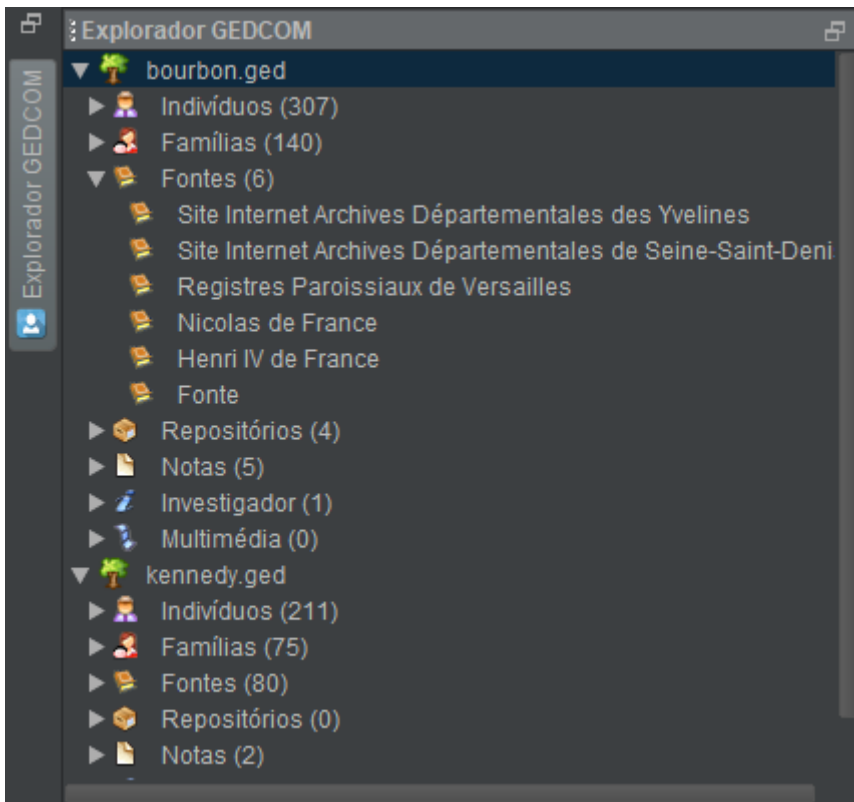 Explorador GEDCOM
Explorador GEDCOM
bourbon.ged
Indivíduos (307)
Famílias (140)
Fontes (6)
Site Internet Archives Départementales des Yvelines
Site Internet Archives Départementales de Seine-Saint-Deni
Registres Paroissiaux de Versailles
Nicolas de France
Henri IV de France
Fonte
Repositórios (4)
Notas (5)
Investigador (1)
Multimédia (0)
kennedy.ged
Indivíduos (211)
Famílias (75)
Fontes (80)
Repositórios (0)
Notas (2)